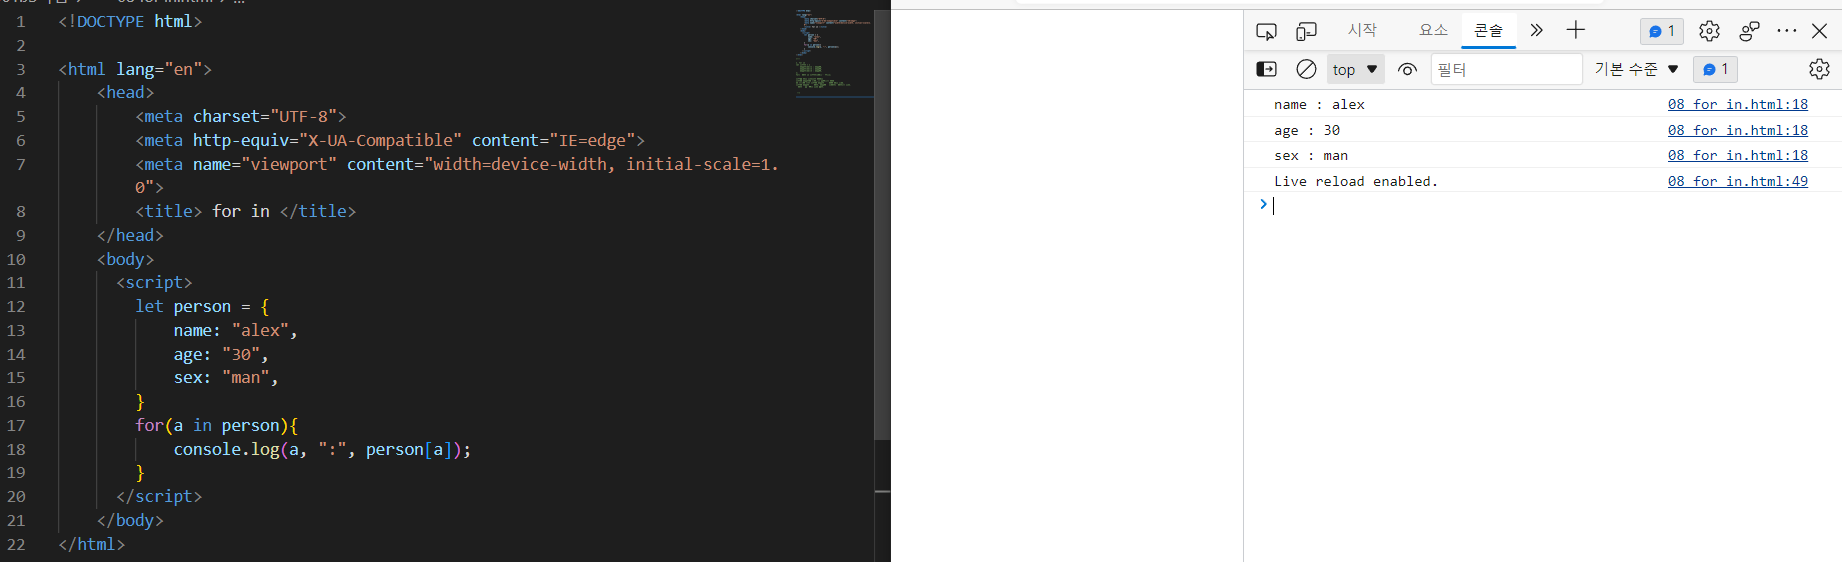 1 <!DOCTYPE html>
2
3 <html lang="en">
4 <head>
5 <meta charset="UTF-8">
6 <meta http-equiv="X-UA-Compatible" content="IE=edge">
7 <meta name="viewport" content="width=device-width, initial-scale=1.
0">
8 <title> for in </title>
9 </head>
10 <body>
11 <script>
12 let person = {
13 name: "alex",
14 age: "30",
15 sex: "man",
16 }
17 for(a in person){
18 console.log(a, ":", person[a]);
19 }
20 </script>
21 </body>
22 </html>
시작 요소 콘솔 1
top 필터 기본 수준 1
name : alex 08 for in.html:18
age : 30 08 for in.html:18
sex : man 08 for in.html:18
Live reload enabled. 08 for in.html:49